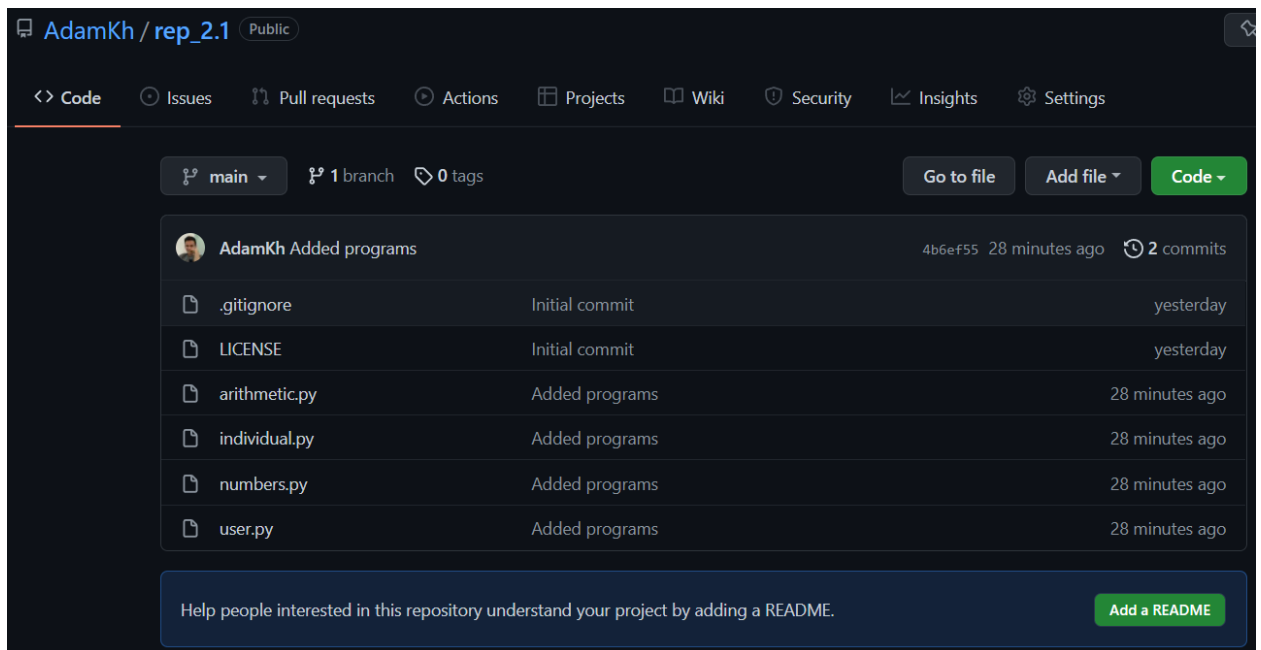 AdamKh / rep_2.1 Public
Code Issues Pull requests Actions Projects Wiki Security Insights Settings
main 1 branch 0 tags Go to file Add file Code
AdamKh Added programs 4b6ef55 28 minutes ago 2 commits
.gitignore Initial commit yesterday
LICENSE Initial commit yesterday
arithmetic.py Added programs 28 minutes ago
individual.py Added programs 28 minutes ago
numbers.py Added programs 28 minutes ago
user.py Added programs 28 minutes ago
Help people interested in this repository understand your project by adding a README. Add a README